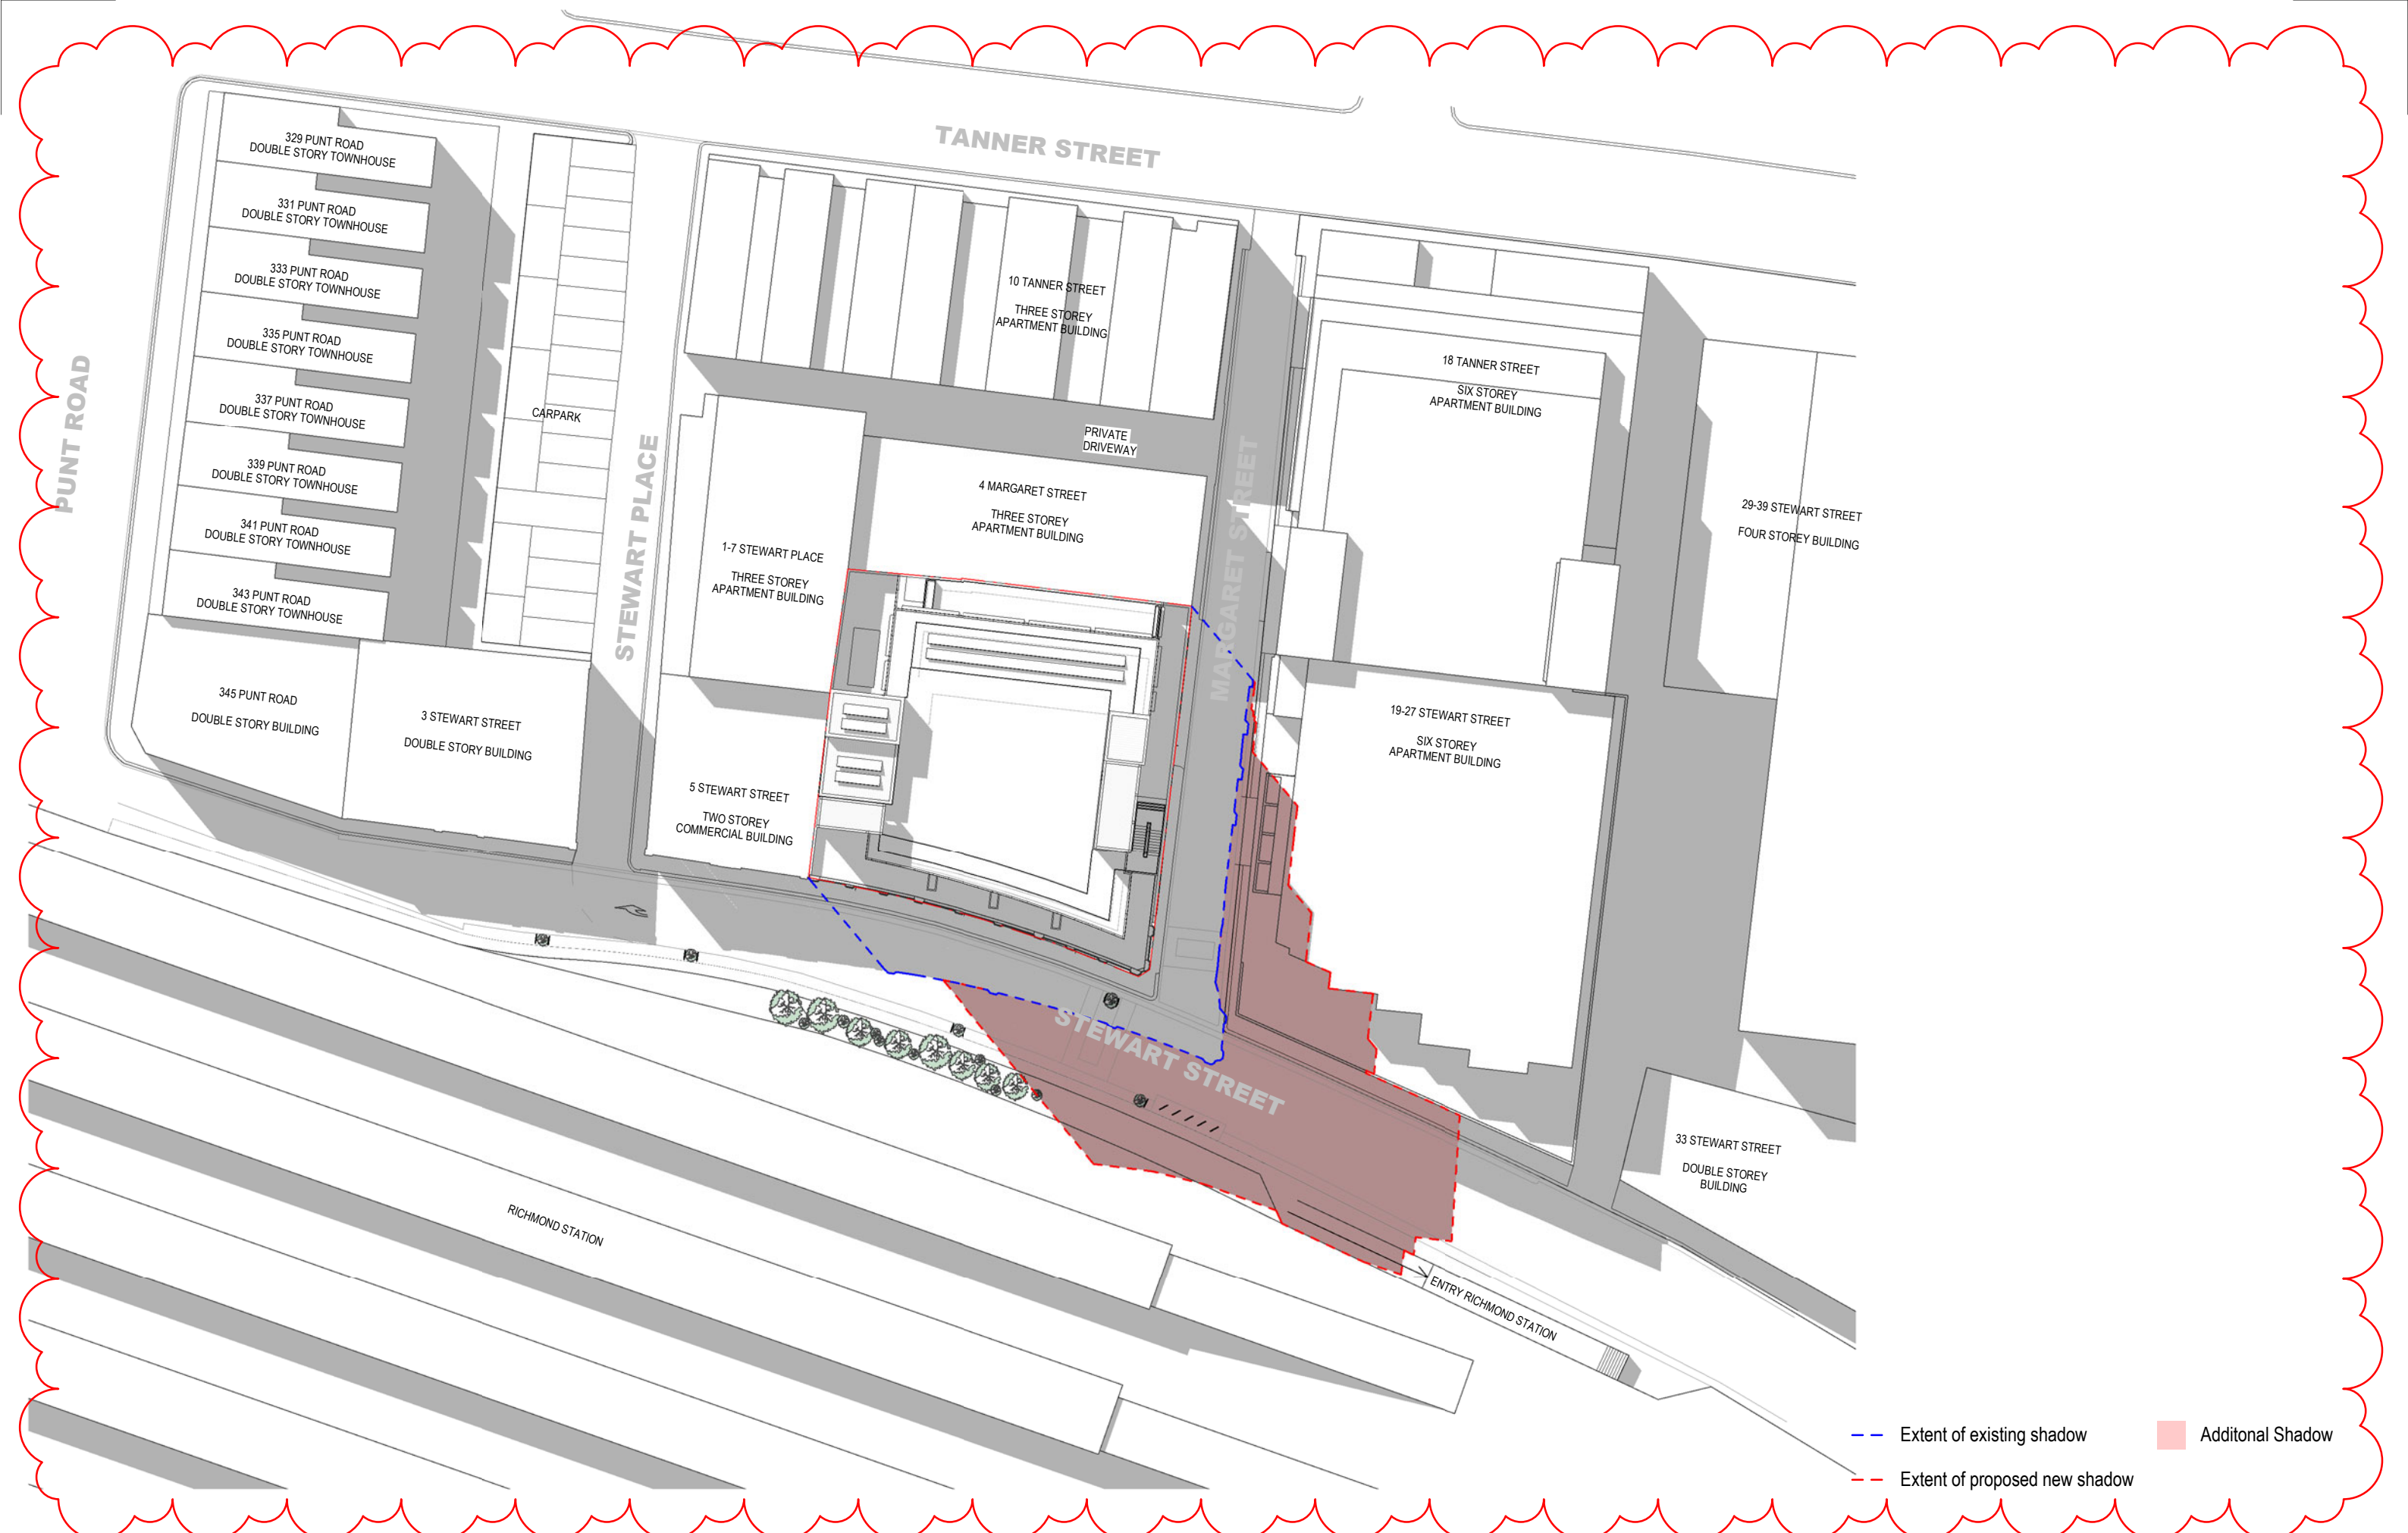 TANNER STREET
329 PUNT ROAD
DOUBLE STORY TOWNHOUSE
331 PUNT ROAD
DOUBLE STORY TOWNHOUSE
333 PUNT ROAD
DOUBLE STORY TOWNHOUSE
335 PUNT ROAD
DOUBLE STORY TOWNHOUSE
337 PUNT ROAD
DOUBLE STORY TOWNHOUSE
339 PUNT ROAD
DOUBLE STORY TOWNHOUSE
341 PUNT ROAD
DOUBLE STORY TOWNHOUSE
343 PUNT ROAD
DOUBLE STORY TOWNHOUSE
PUNT ROAD
CARPARK
STEWART PLACE
10 TANNER STREET
THREE STOREY
APARTMENT BUILDING
18 TANNER STREET
SIX STOREY
APARTMENT BUILDING
PRIVATE
DRIVEWAY
MARGARET STREET
MARGARET STREET
4 MARGARET STREET
THREE STOREY
APARTMENT BUILDING
29-39 STEWART STREET
FOUR STOREY BUILDING
1-7 STEWART PLACE
THREE STOREY
APARTMENT BUILDING
345 PUNT ROAD
DOUBLE STORY BUILDING
3 STEWART STREET
DOUBLE STORY BUILDING
5 STEWART STREET
TWO STOREY
COMMERCIAL BUILDING
19-27 STEWART STREET
SIX STOREY
APARTMENT BUILDING
STEWART STREET
33 STEWART STREET
DOUBLE STOREY
BUILDING
RICHMOND STATION
ENTRY RICHMOND STATION
Extent of existing shadow
Additonal Shadow
Extent of proposed new shadow